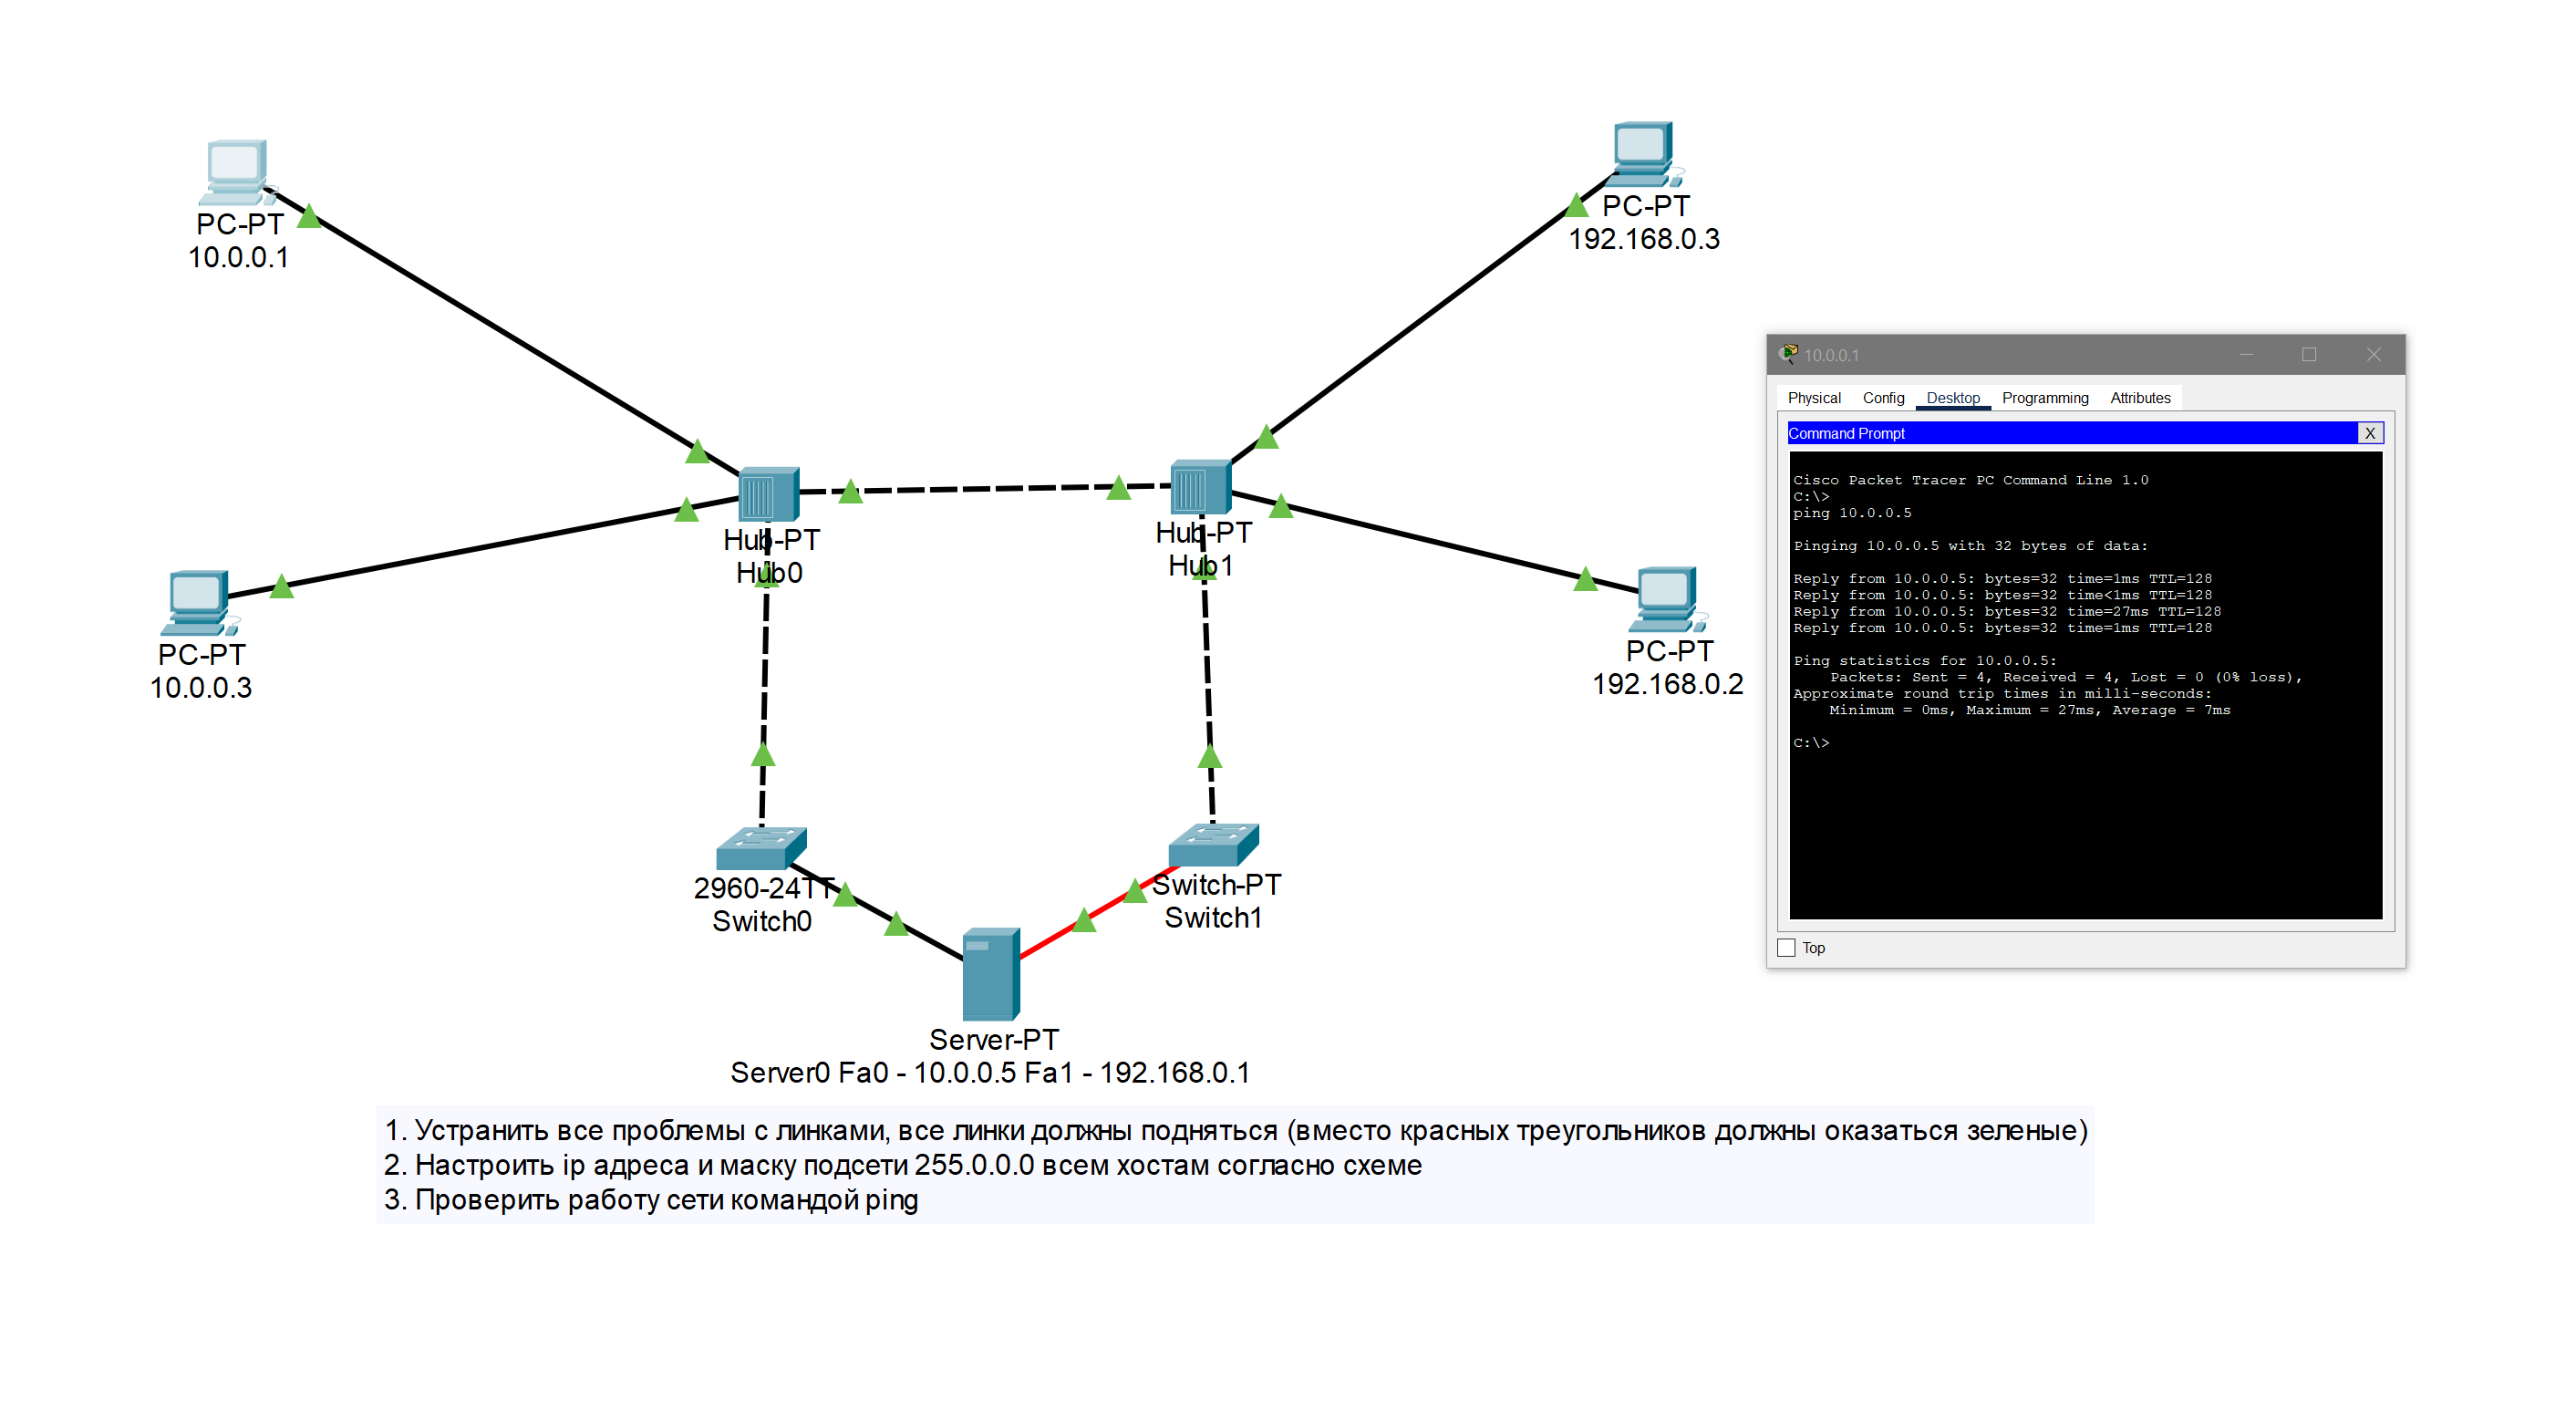 PC-PT
10.0.0.1
PC-PT
192.168.0.3
PC-PT
10.0.0.3
Hub-PT
Hub0
Hub-PT
Hub1
PC-PT
192.168.0.2
2960-24TT
Switch0
Switch-PT
Switch1
Server-PT
Server0 Fa0 - 10.0.0.5 Fa1 - 192.168.0.1
1. Устранить все проблемы с линками, все линки должны подняться (вместо красных треугольников должны оказаться зеленые)
2. Настроить ip адреса и маску подсети 255.0.0.0 всем хостам согласно схеме
3. Проверить работу сети командой ping
10.0.0.1
Physical Config Desktop Programming Attributes
Command Prompt X
Cisco Packet Tracer PC Command Line 1.0
C:\>
ping 10.0.0.5
Pinging 10.0.0.5 with 32 bytes of data:
Reply from 10.0.0.5: bytes=32 time=1ms TTL=128
Reply from 10.0.0.5: bytes=32 time<1ms TTL=128
Reply from 10.0.0.5: bytes=32 time=27ms TTL=128
Reply from 10.0.0.5: bytes=32 time=1ms TTL=128
Ping statistics for 10.0.0.5:
Packets: Sent = 4, Received = 4, Lost = 0 (0% loss),
Approximate round trip times in milli-seconds:
Minimum = 0ms, Maximum = 27ms, Average = 7ms
C:\>
Top